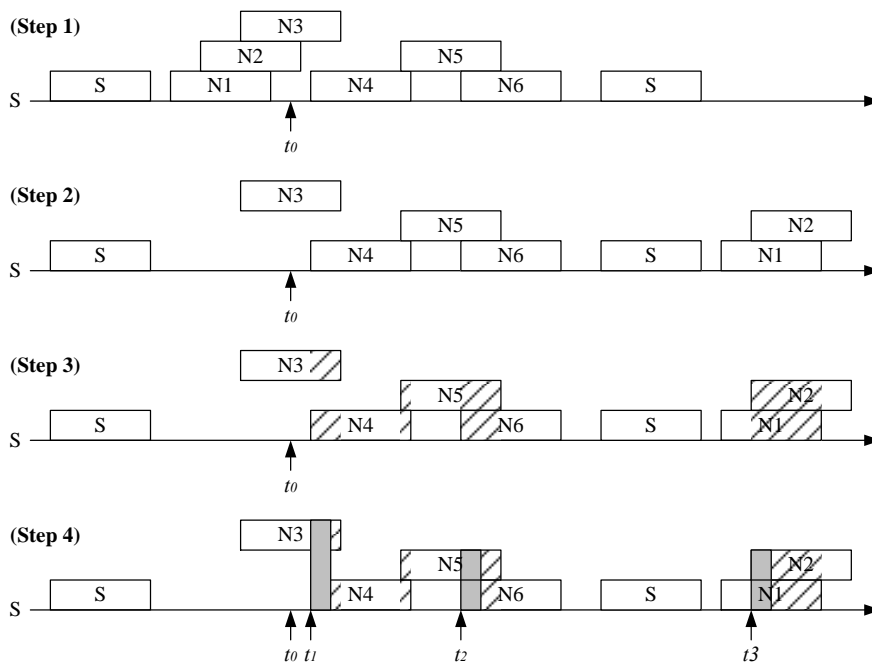 (Step 1)
N3
N2
N5
S
S
N1
N4
N6
S
t0
(Step 2)
N3
N5
N2
S
S
N4
N6
S
N1
t0
(Step 3)
N3
N5
N2
S
S
N4
N6
S
N1
t0
(Step 4)
N3
N5
N2
S
S
N4
N6
S
N1
t0 t1 t2 t3